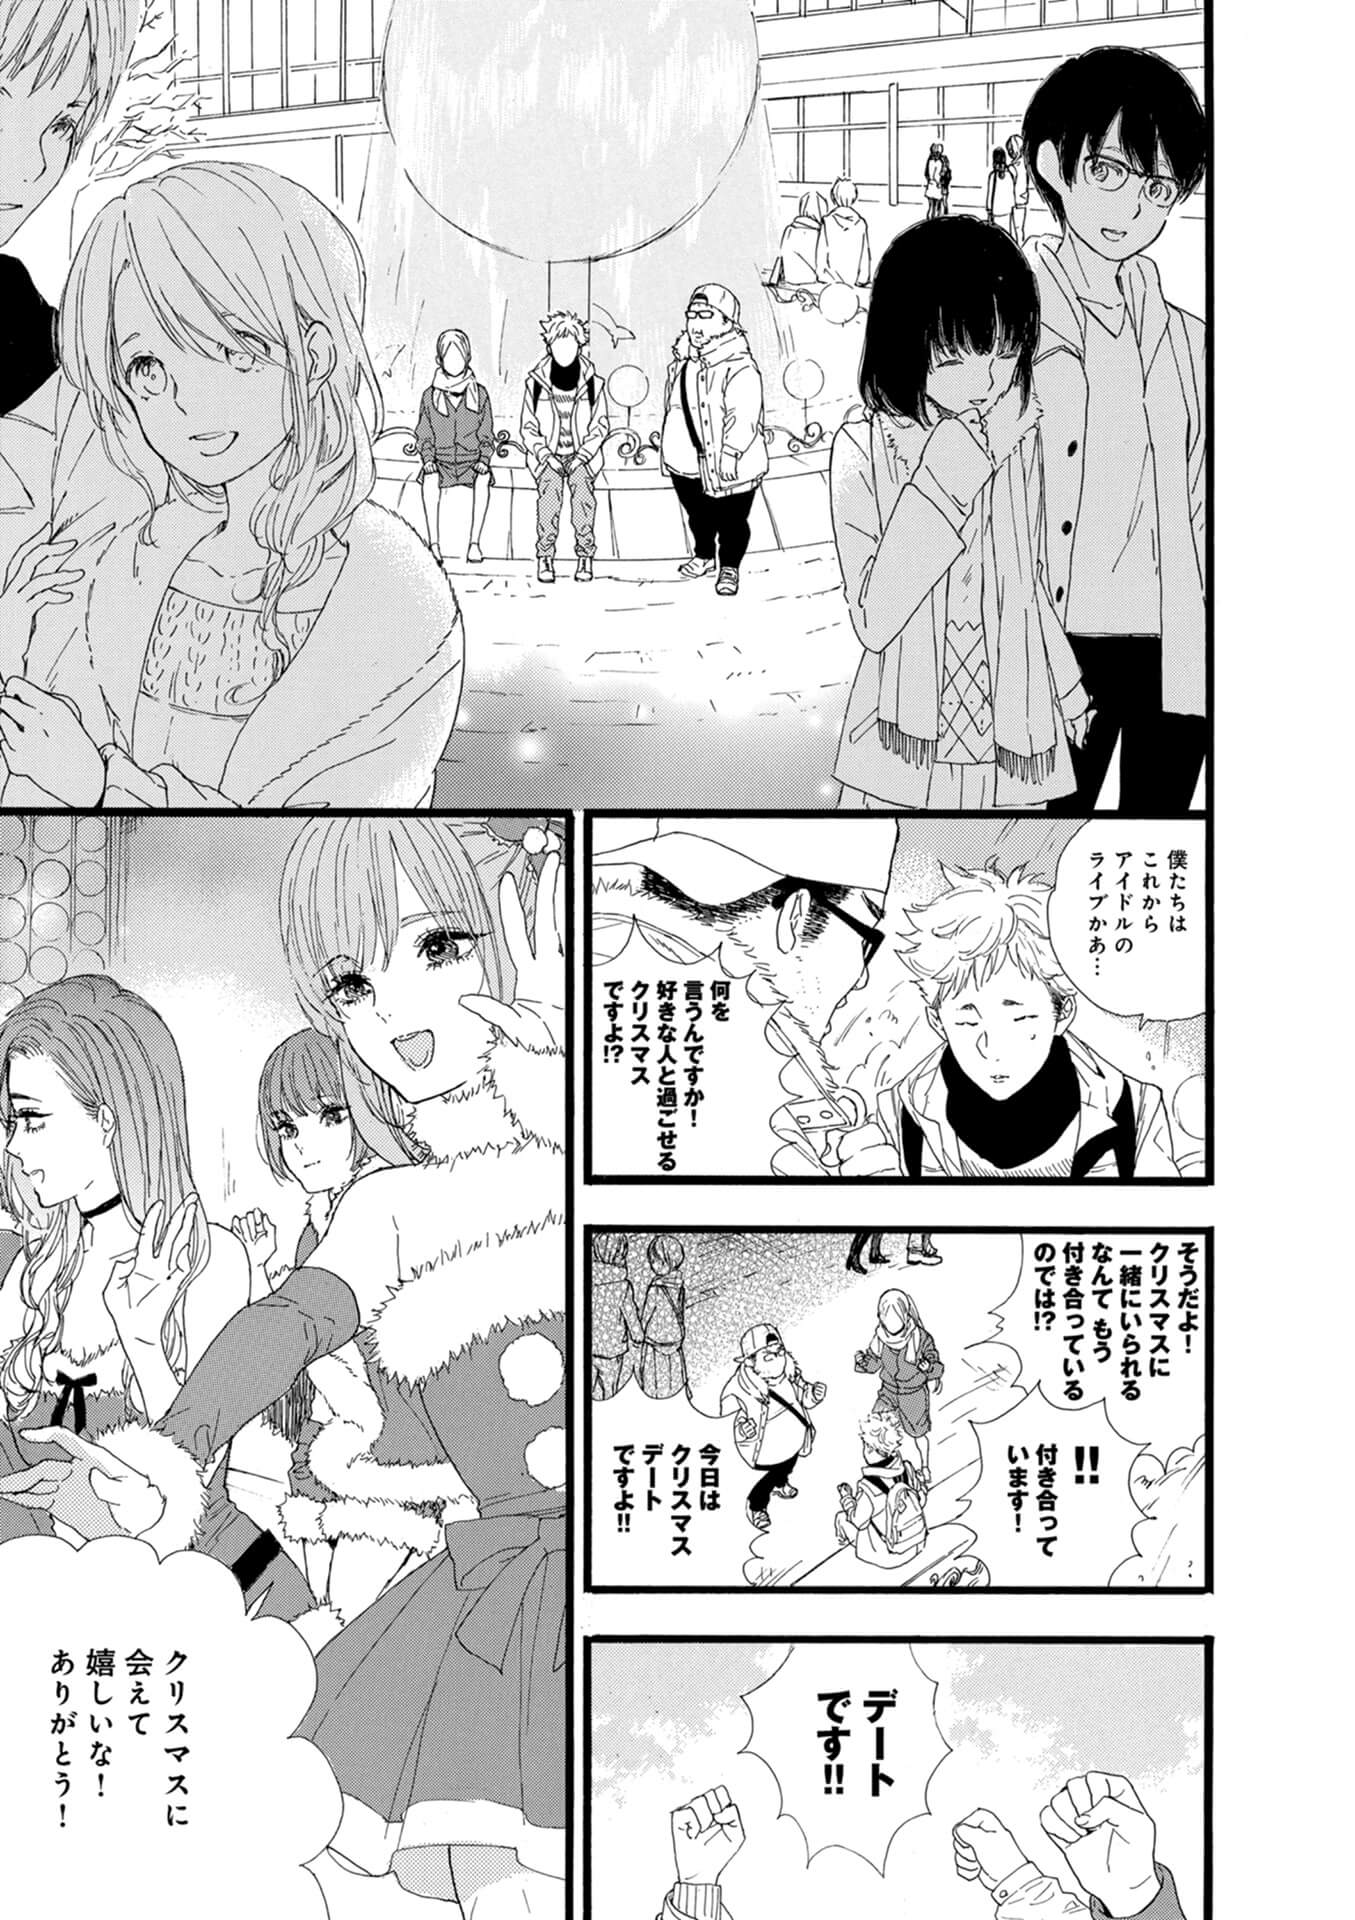 僕たちは
これから
アイドルの
ライブかあ…
何を
言うんですか！
好きな人と過ごせる
クリスマス
ですよ!?
そうだよ！
クリスマスに
一緒にいられる
なんて もう
付き合っている
のでは!?
!!
付き合って
います！
今日は
クリスマス
デート
ですよ!!
デート
です!!
クリスマスに
会えて
嬉しいな！
ありがとう！